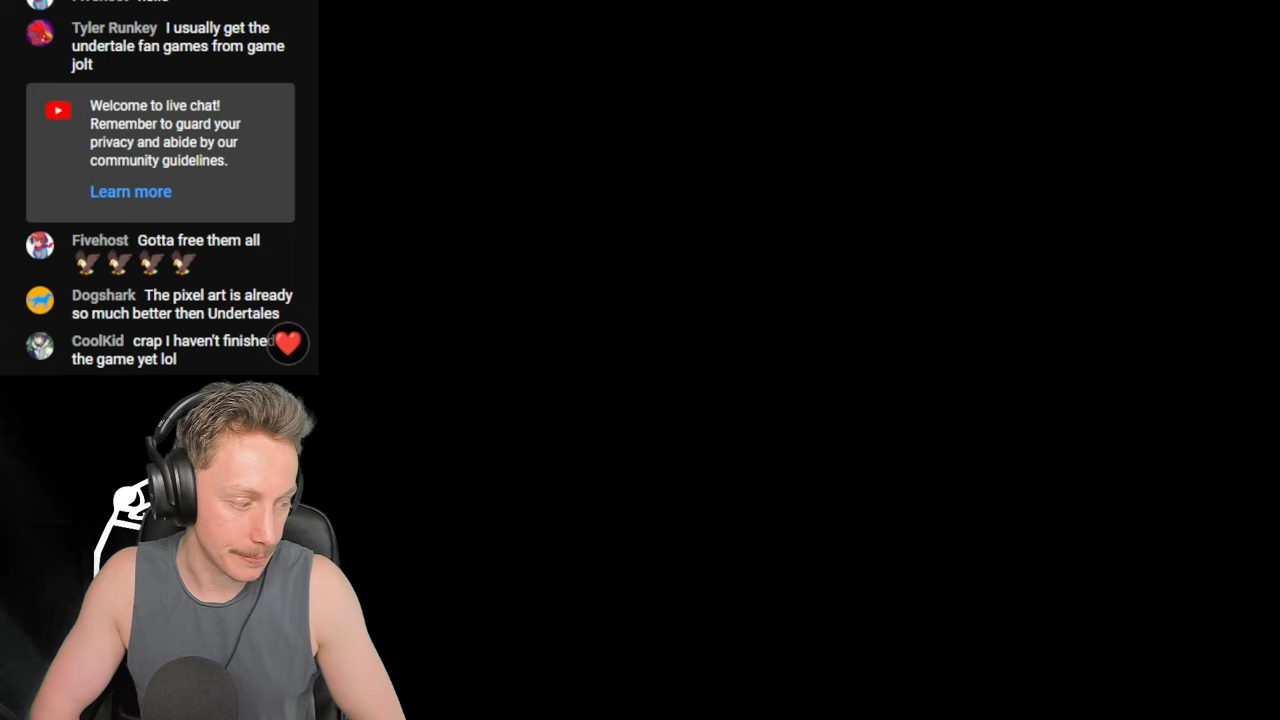 Tyler Runkey I usually get the
undertale fan games from game
jolt
Welcome to live chat!
Remember to guard your
privacy and abide by our
community guidelines.
Learn more
Fivehost Gotta free them all
Dogshark The pixel art is already
so much better then Undertales
CoolKid crap I haven't finished
the game yet lol